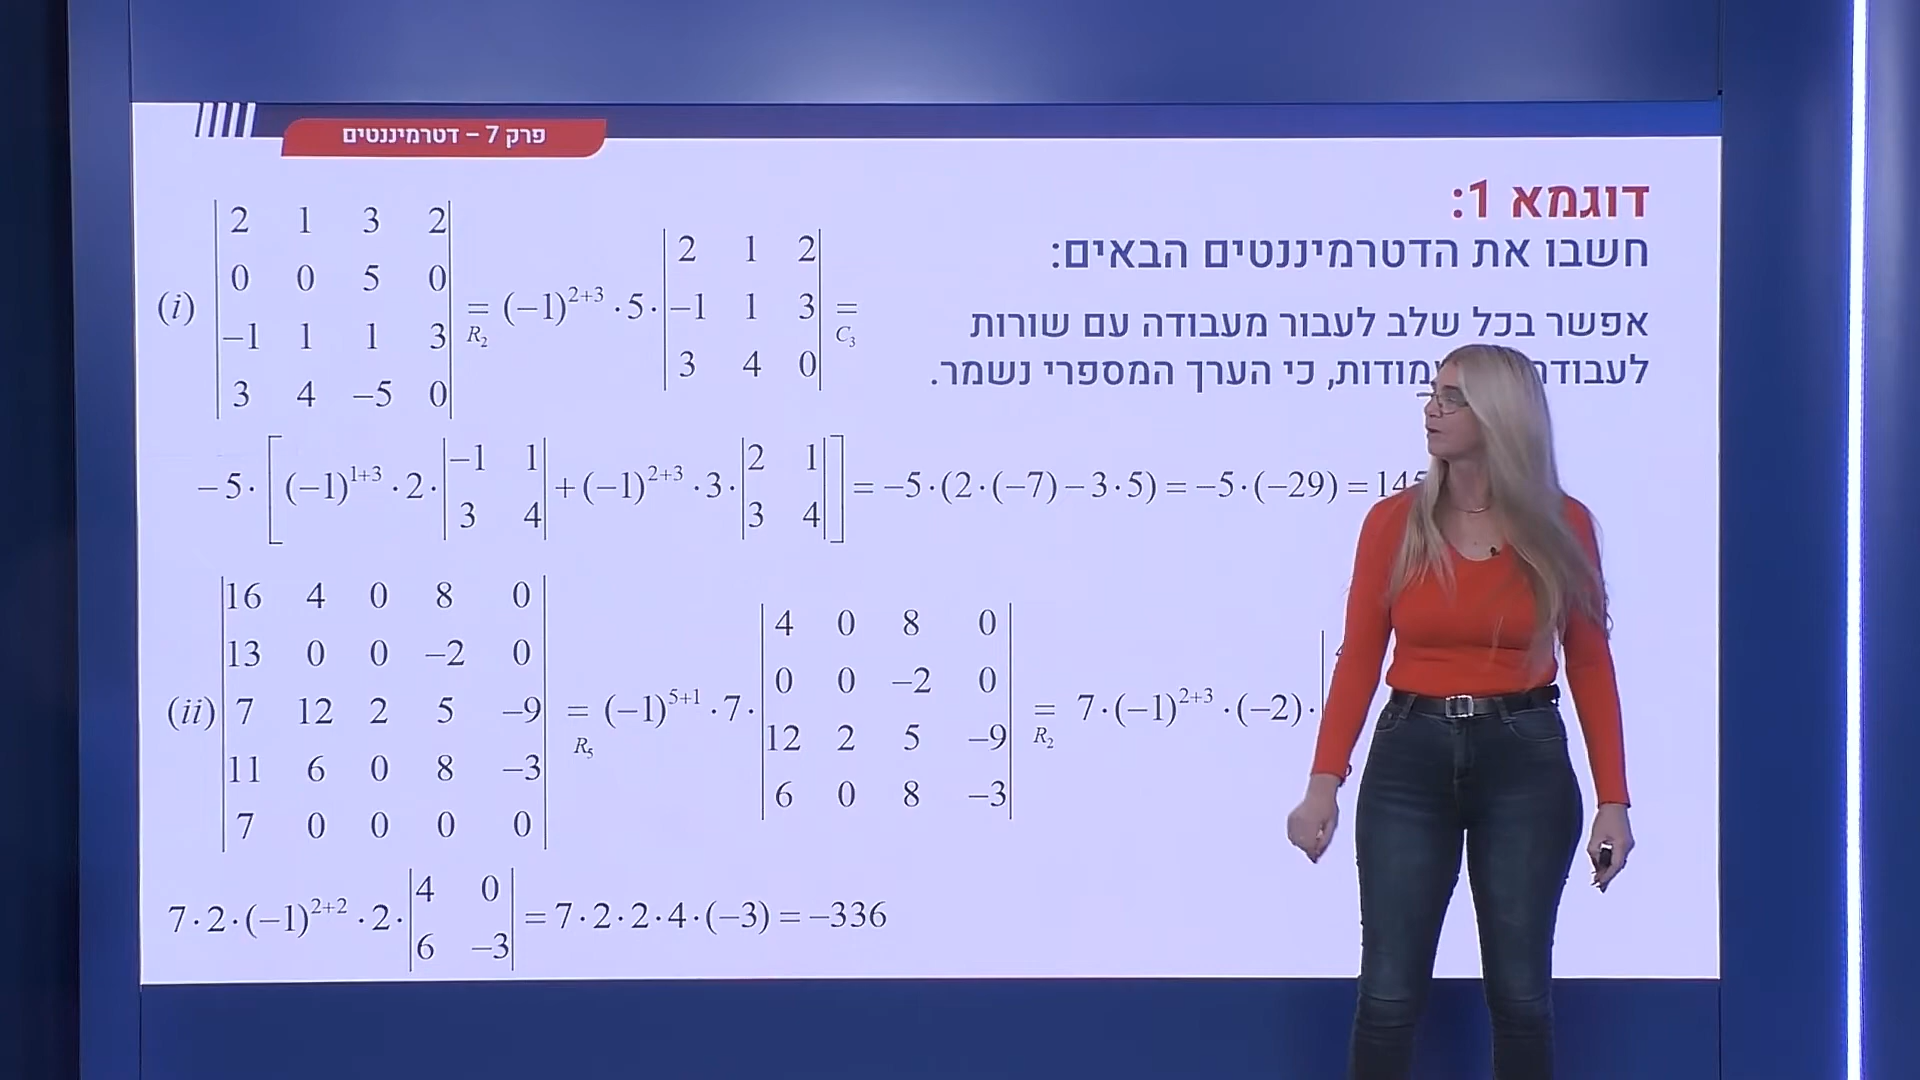 פרק 7 – דטרמיננטים
דוגמא 1:
חשבו את הדטרמיננטים הבאים:
אפשר בכל שלב לעבור מעבודה עם שורות
כי הערך המספרי נשמר.
(i) |2 1 3 2; 0 0 5 0; −1 1 1 3; 3 4 −5 0| =_{R₂} (−1)^{2+3} · 5 · |2 1 2; −1 1 3; 3 4 0| =_{C₃}
−5 · [(−1)^{1+3} · 2 · |−1 1; 3 4| + (−1)^{2+3} · 3 · |2 1; 3 4|] = −5 · (2 · (−7) − 3 · 5) = −5 · (−29) = 145
(ii) |16 4 0 8 0; 13 0 0 −2 0; 7 12 2 5 −9; 11 6 0 8 −3; 7 0 0 0 0| =_{R₅} (−1)^{5+1} · 7 · |4 0 8 0; 0 0 −2 0; 12 2 5 −9; 6 0 8 −3| =_{R₂} 7 · (−1)^{2+3} · (−2) ·
7 · 2 · (−1)^{2+2} · 2 · |4 0; 6 −3| = 7 · 2 · 2 · 4 · (−3) = −336